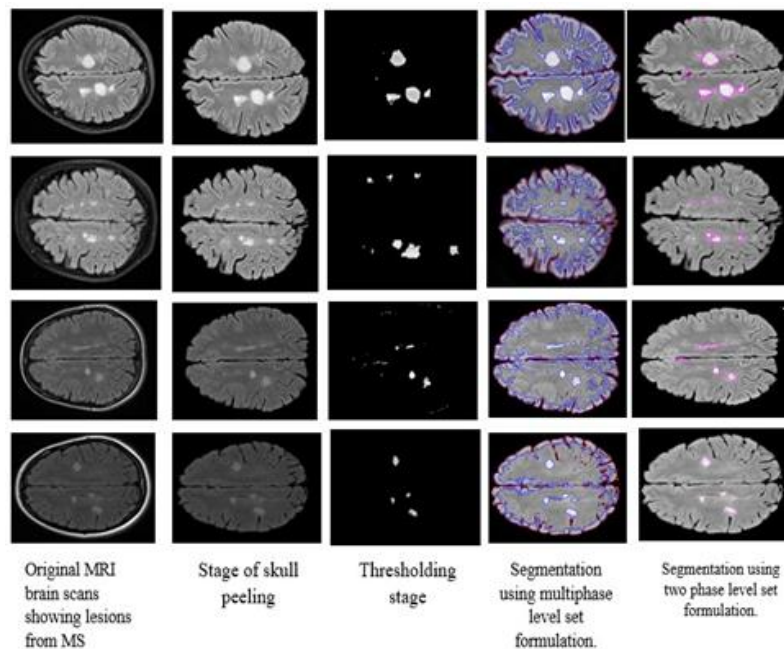 Original MRI
brain scans
showing lesions
from MS
Stage of skull
peeling
Thresholding
stage
Segmentation
using multiphase
level set
formulation.
Segmentation using
two phase level set
formulation.